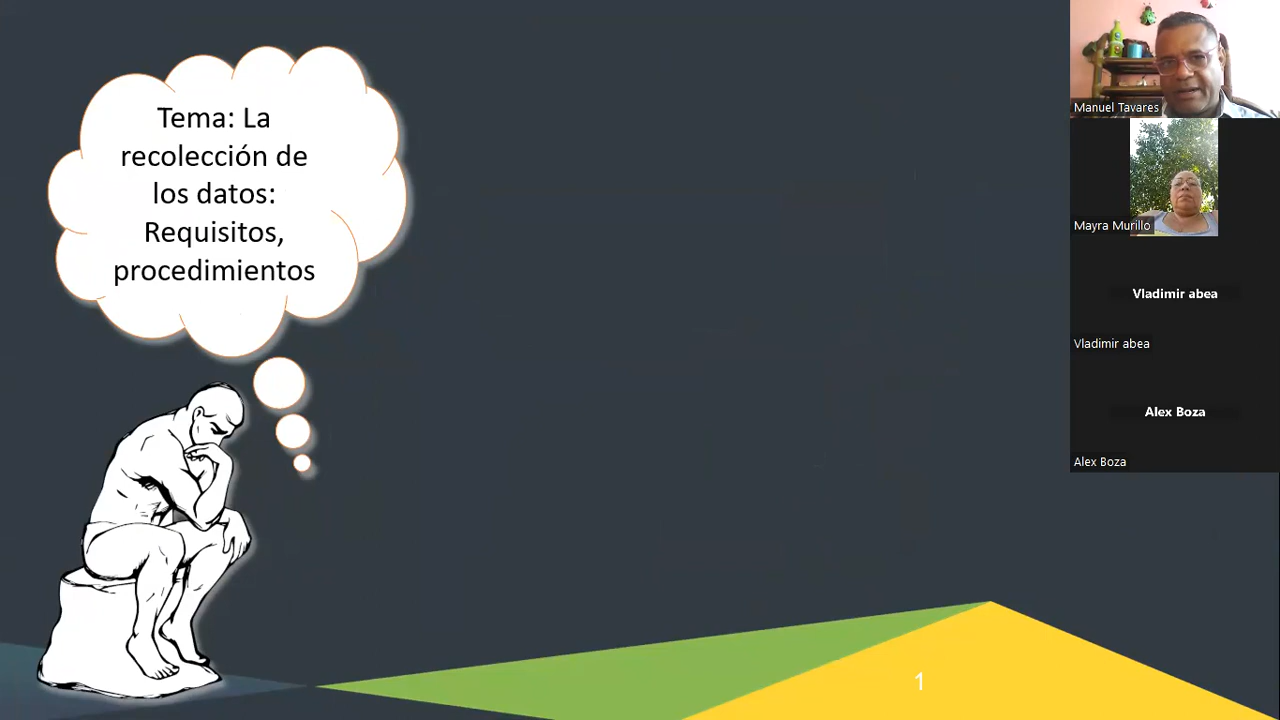 Tema: La
recolección de
los datos:
Requisitos,
procedimientos
1
Manuel Tavares
Mayra Murillo
Vladimir abea
Vladimir abea
Alex Boza
Alex Boza